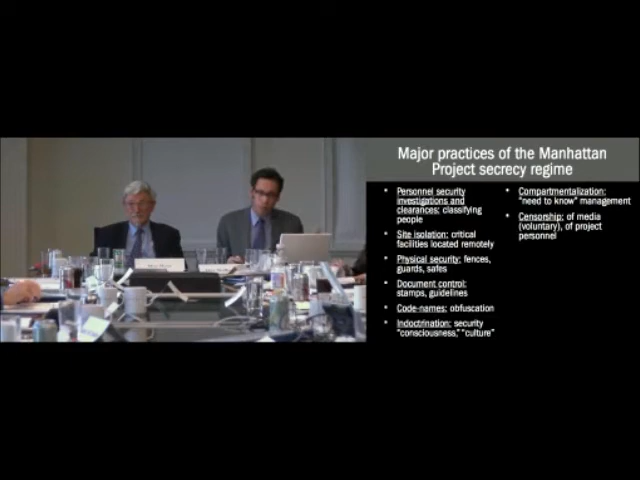 Major practices of the Manhattan
Project secrecy regime
• Personnel security
investigations and
clearances: classifying
people
• Site isolation: critical
facilities located remotely
• Physical security: fences,
guards, safes
• Document control:
stamps, guidelines
• Code-names: obfuscation
• Indoctrination: security
"consciousness," "culture"
• Compartmentalization:
"need to know" management
• Censorship: of media
(voluntary), of project
personnel